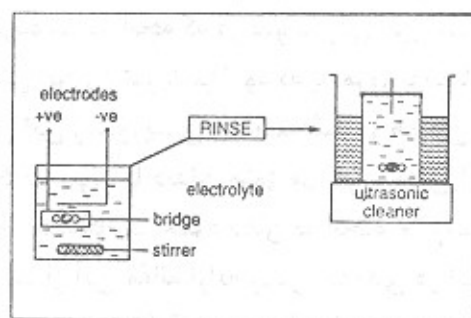 electrodes
+ve -ve
RINSE
electrolyte
bridge
stirrer
ultrasonic
cleaner